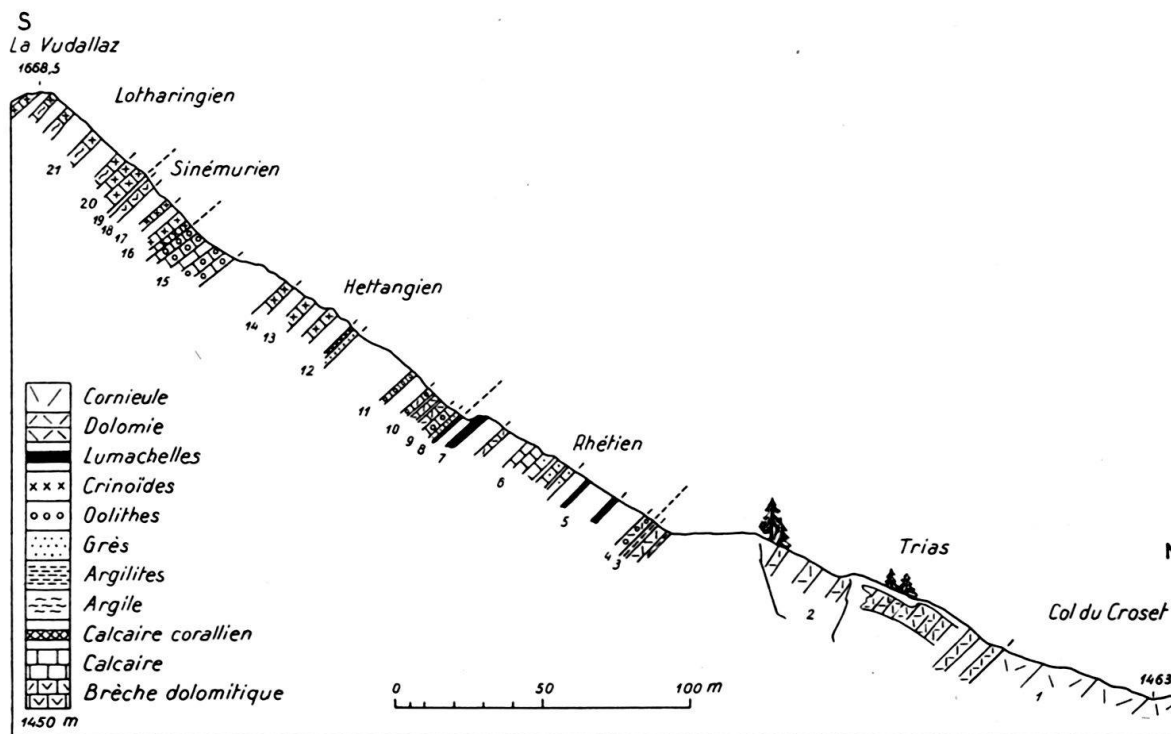 S
La Vudallaz
1668,5
Lotharingien
21
Sinémurien
20
19
18
17
16
15
Hettangien
14
13
12
11
10
9
8
7
Rhétien
6
5
4
3
Trias
2
N
Col du Croset
1463
1
Cornieule
Dolomie
Lumachelles
Crinoïdes
Oolithes
Grès
Argilites
Argile
Calcaire corallien
Calcaire
Brèche dolomitique
1450 m
0 50 100 m